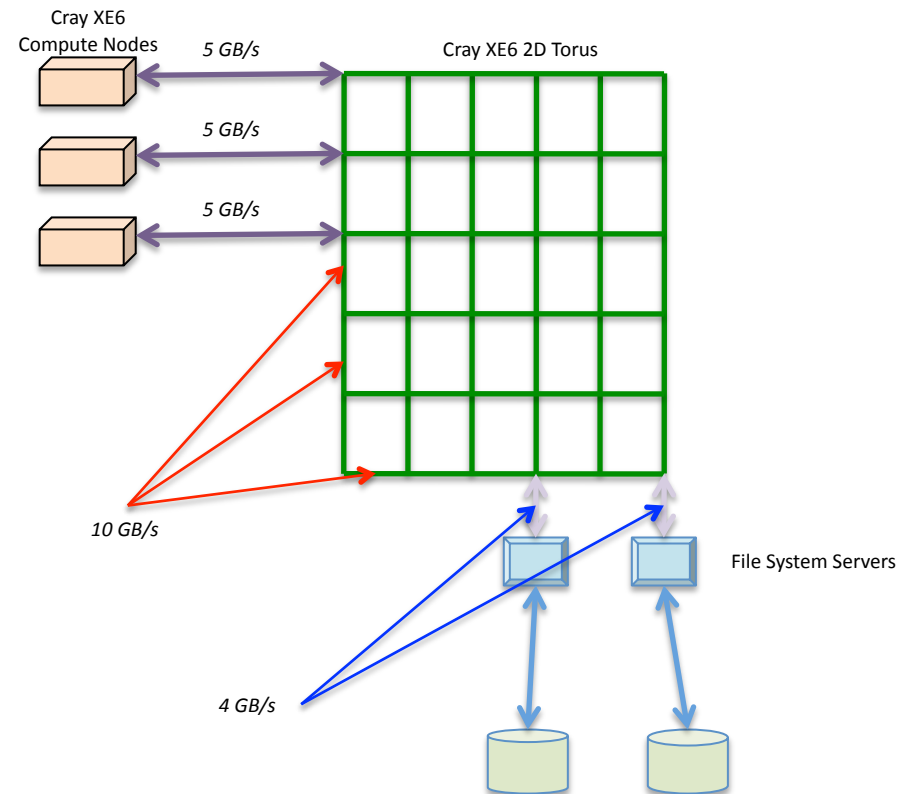 Cray XE6
Compute Nodes
5 GB/s
Cray XE6 2D Torus
5 GB/s
5 GB/s
10 GB/s
File System Servers
4 GB/s